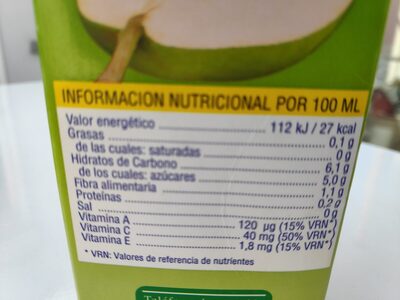 INFORMACION NUTRICIONAL POR 100 ML
Valor energético 112 kJ / 27 kcal
Grasas 0,1 g
de las cuales: saturadas 0 g
Hidratos de Carbono 6,1 g
de los cuales: azúcares 5,0 g
Fibra alimentaria 1,1 g
Proteínas 0,2 g
Sal 0 g
Vitamina A 120 µg (15% VRN*)
Vitamina C 40 mg (50% VRN*)
Vitamina E 1,8 mg (15% VRN*)
* VRN: Valores de referencia de nutrientes